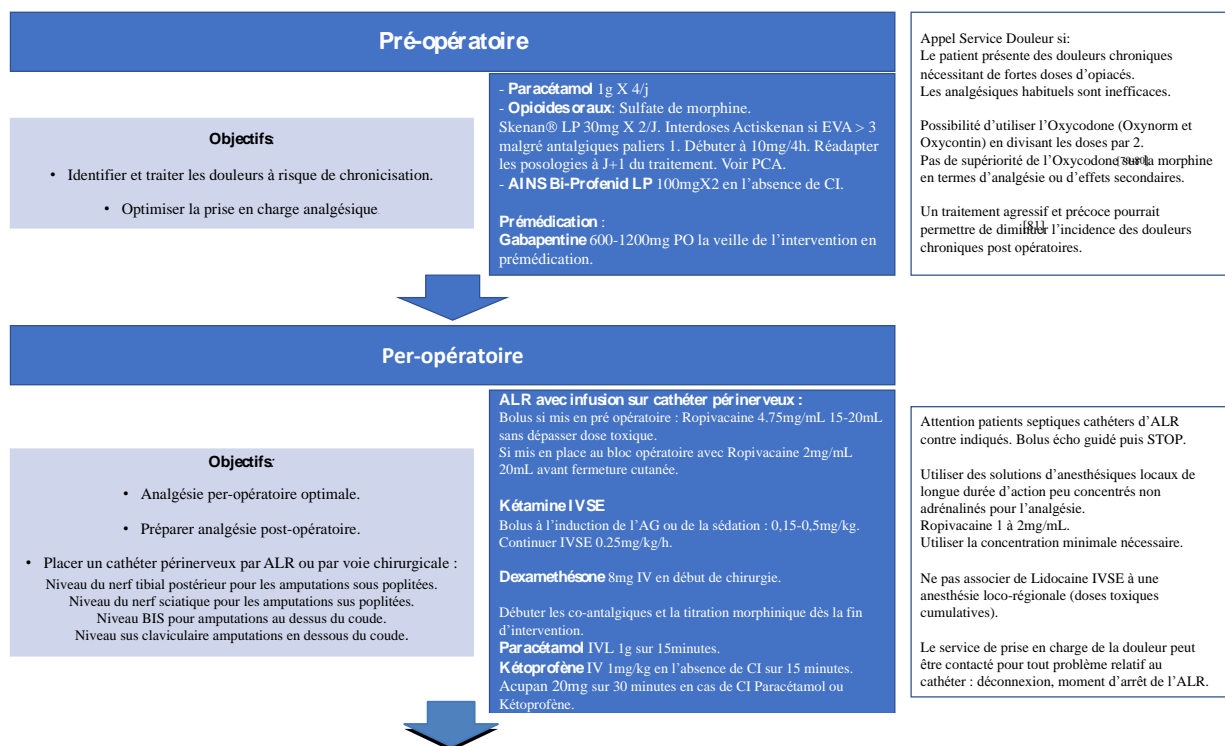 Pré-opératoire
Objectifs:
• Identifier et traiter les douleurs à risque de chronicisation.
• Optimiser la prise en charge analgésique.
- Paracétamol 1g X 4/j
- Opioides oraux: Sulfate de morphine.
Skenan® LP 30mg X 2/J. Interdoses Actiskenan si EVA > 3
malgré antalgiques paliers 1. Débuter à 10mg/4h. Réadapter
les posologies à J+1 du traitement. Voir PCA.
- AINS Bi-Profenid LP 100mgX2 en l’absence de CI.
Prémédication :
Gabapentine 600-1200mg PO la veille de l’intervention en
prémédication.
Appel Service Douleur si:
Le patient présente des douleurs chroniques
nécessitant de fortes doses d’opiacés.
Les analgésiques habituels sont inefficaces.
Possibilité d’utiliser l’Oxycodone (Oxynorm et
Oxycontin) en divisant les doses par 2.
Pas de supériorité de l’Oxycodone sur la morphine
en termes d’analgésie ou d’effets secondaires.
[79,80]
Un traitement agressif et précoce pourrait
permettre de diminuer l’incidence des douleurs
[81]
chroniques post opératoires.
Per-opératoire
Objectifs:
• Analgésie per-opératoire optimale.
• Préparer analgésie post-opératoire.
• Placer un cathéter périnerveux par ALR ou par voie chirurgicale :
Niveau du nerf tibial postérieur pour les amputations sous poplitées.
Niveau du nerf sciatique pour les amputations sus poplitées.
Niveau BIS pour amputations au dessus du coude.
Niveau sus claviculaire amputations en dessous du coude.
ALR avec infusion sur cathéter périnerveux :
Bolus si mis en pré opératoire : Ropivacaine 4.75mg/mL 15-20mL
sans dépasser dose toxique.
Si mis en place au bloc opératoire avec Ropivacaine 2mg/mL
20mL avant fermeture cutanée.
Kétamine IVSE
Bolus à l’induction de l’AG ou de la sédation : 0,15-0,5mg/kg.
Continuer IVSE 0.25mg/kg/h.
Dexamethésone 8mg IV en début de chirurgie.
Débuter les co-antalgiques et la titration morphinique dès la fin
d’intervention.
Paracétamol IVL 1g sur 15minutes.
Kétoprofène IV 1mg/kg en l’absence de CI sur 15 minutes.
Acupan 20mg sur 30 minutes en cas de CI Paracétamol ou
Kétoprofène.
Attention patients septiques cathéters d’ALR
contre indiqués. Bolus écho guidé puis STOP.
Utiliser des solutions d’anesthésiques locaux de
longue durée d’action peu concentrés non
adrénalinés pour l’analgésie.
Ropivacaine 1 à 2mg/mL.
Utiliser la concentration minimale nécessaire.
Ne pas associer de Lidocaine IVSE à une
anesthésie loco-régionale (doses toxiques
cumulatives).
Le service de prise en charge de la douleur peut
être contacté pour tout problème relatif au
cathéter : déconnexion, moment d’arrêt de l’ALR.